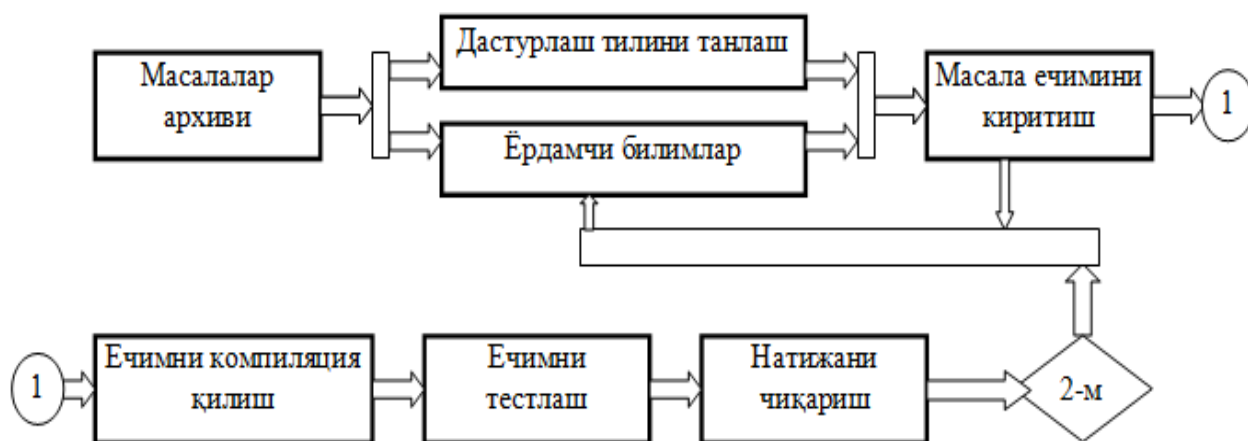 Масалалар
архиви
Дастурлаш тилини танлаш
Ёрдамчи билимлар
Масала ечимини
киритиш
1
1
Ечимни компиляция
қилиш
Ечимни
тестлаш
Натижани
чиқариш
2-м